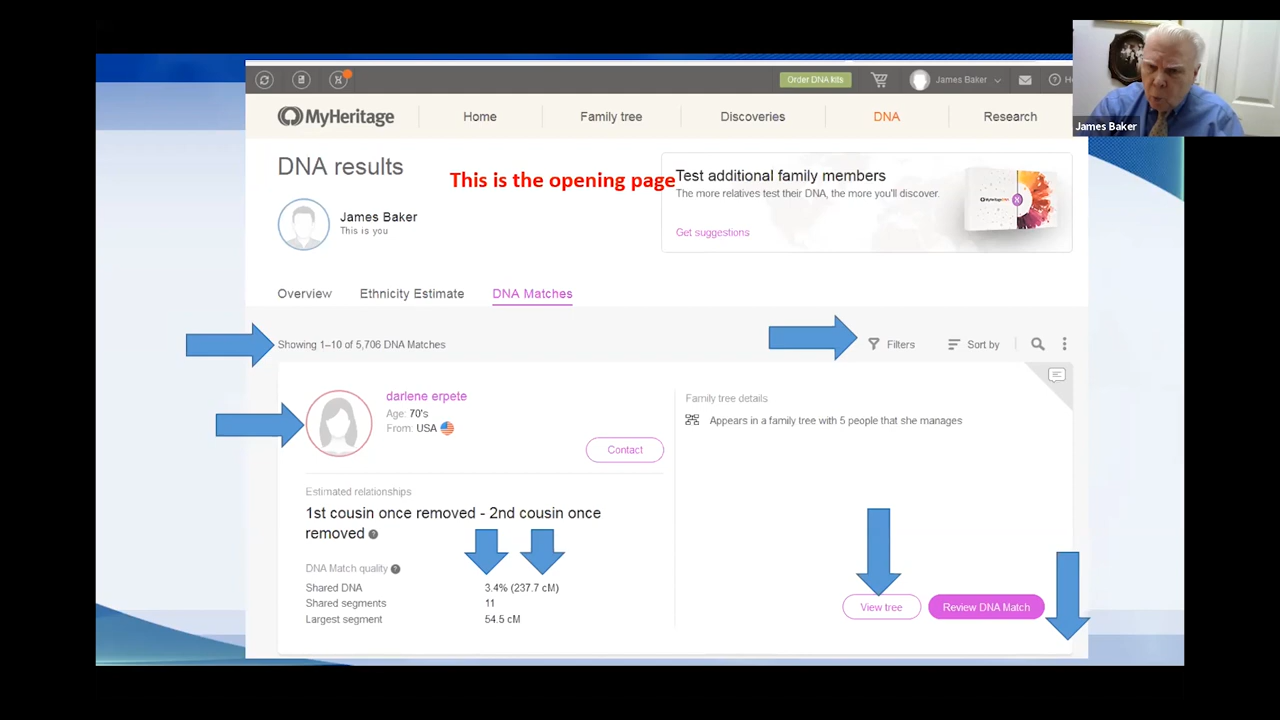 Order DNA kits
James Baker
MyHeritage
Home
Family tree
Discoveries
DNA
Research
James Baker
DNA results
This is the opening page
Test additional family members
The more relatives test their DNA, the more you'll discover.
MyHeritage DNA
Get suggestions
James Baker
This is you
Overview
Ethnicity Estimate
DNA Matches
Showing 1–10 of 5,706 DNA Matches
Filters
Sort by
darlene erpete
Age: 70's
From: USA
Contact
Family tree details
Appears in a family tree with 5 people that she manages
Estimated relationships
1st cousin once removed - 2nd cousin once
removed
DNA Match quality
Shared DNA 3.4% (237.7 cM)
Shared segments 11
Largest segment 54.5 cM
View tree
Review DNA Match